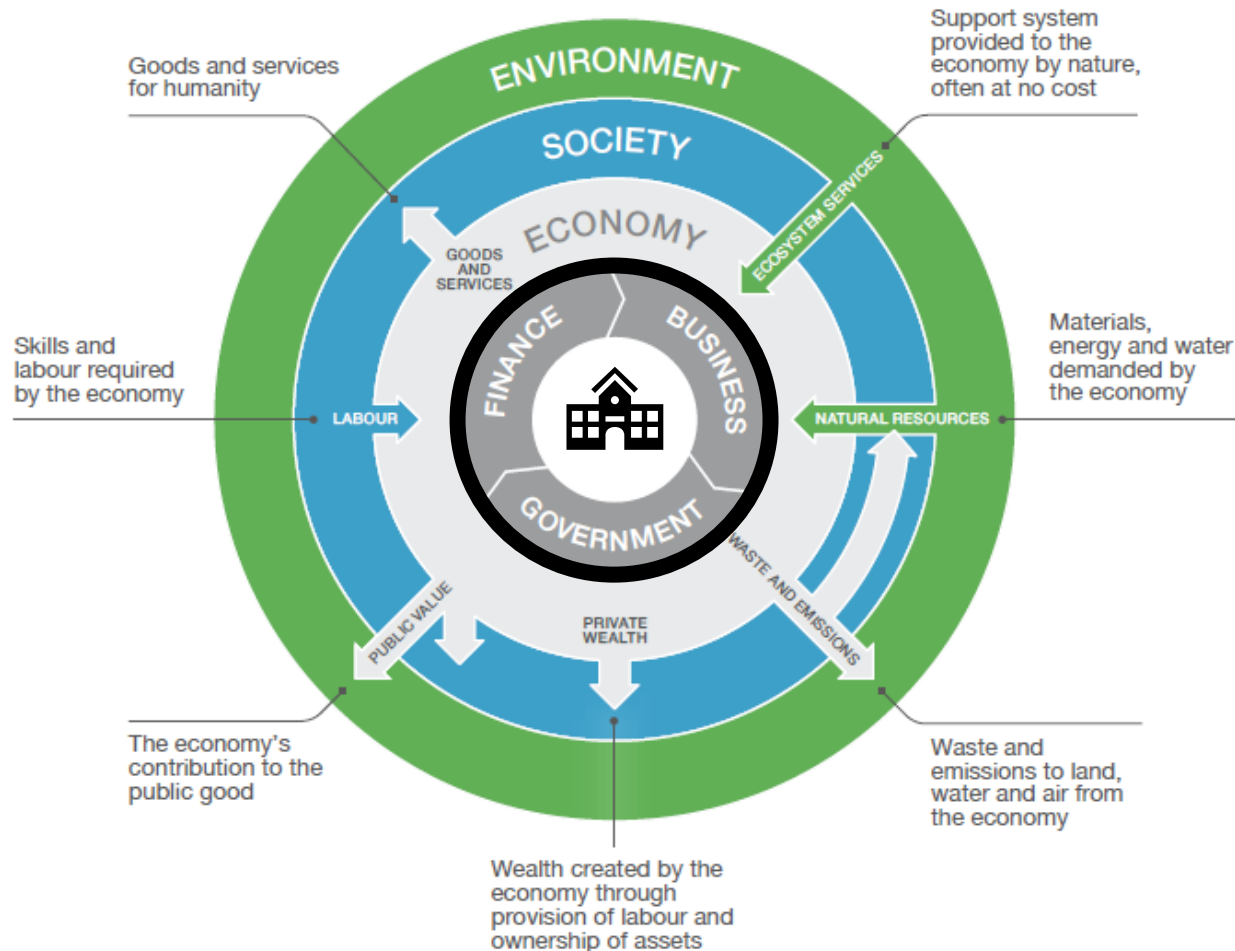 Support system
provided to the
economy by nature,
often at no cost
Goods and services
for humanity
ENVIRONMENT
SOCIETY
ECOSYSTEM SERVICES
ECONOMY
GOODS
AND
SERVICES
FINANCE
BUSINESS
Materials,
energy and water
demanded by
the economy
Skills and
labour required
by the economy
LABOUR
NATURAL RESOURCES
GOVERNMENT
WASTE AND EMISSIONS
PUBLIC VALUE
PRIVATE
WEALTH
The economy's
contribution to the
public good
Waste and
emissions to land,
water and air from
the economy
Wealth created by the
economy through
provision of labour and
ownership of assets